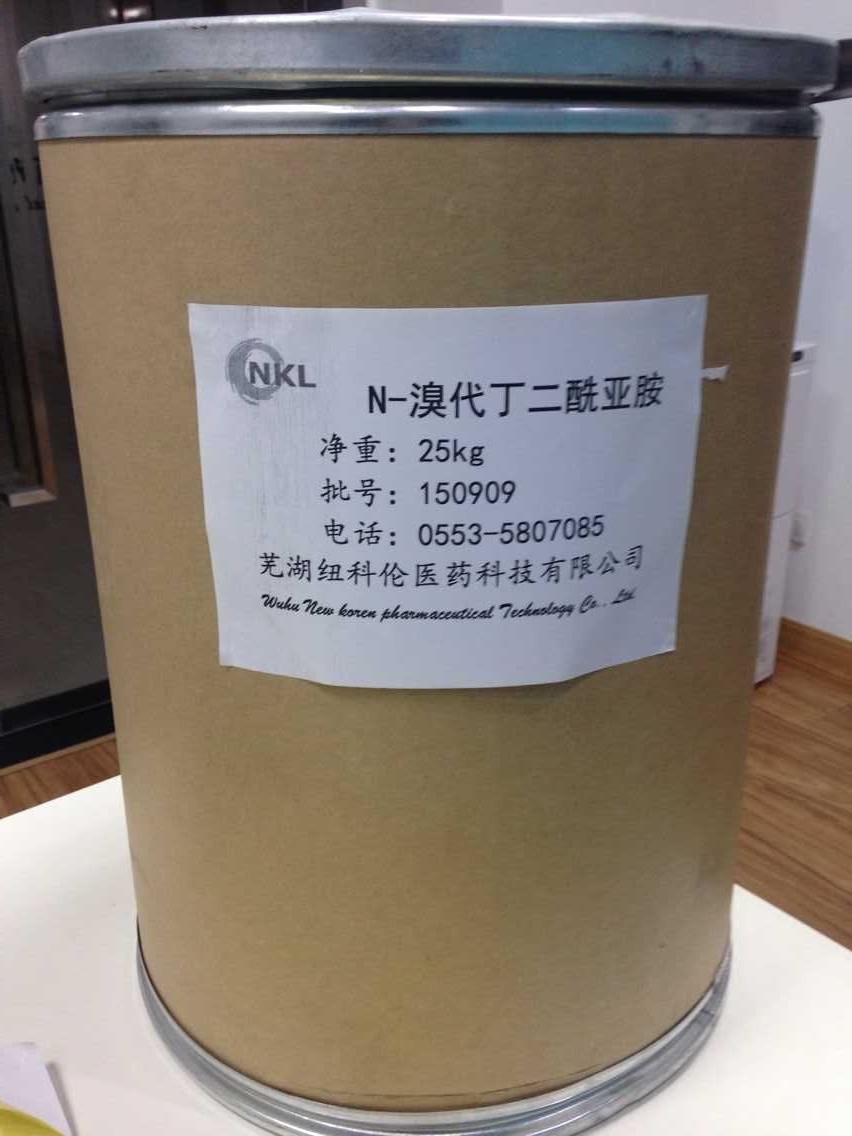 NKL
N-溴代丁二酰亚胺
净重：25kg
批号：150909
电话：0553-5807085
芜湖纽科伦医药科技有限公司
Wuhu New koren pharmaceutical Technology Co., Ltd